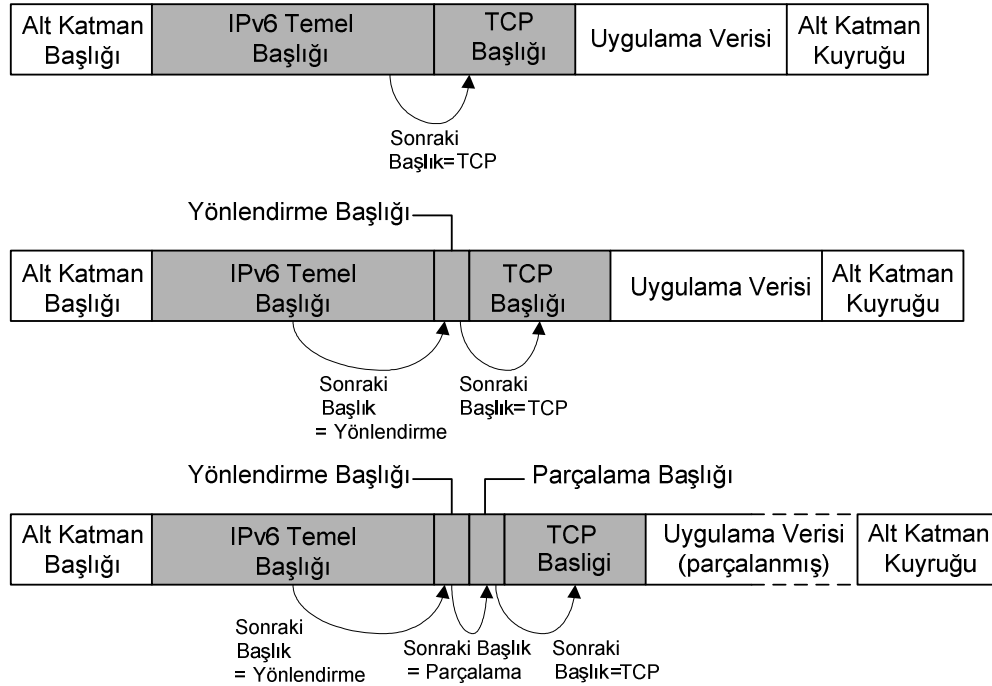 Alt Katman
Başlığı
IPv6 Temel
Başlığı
TCP
Başlığı
Uygulama Verisi
Alt Katman
Kuyruğu
Sonraki
Başlık=TCP
Yönlendirme Başlığı
Alt Katman
Başlığı
IPv6 Temel
Başlığı
TCP
Başlığı
Uygulama Verisi
Alt Katman
Kuyruğu
Sonraki
Başlık
= Yönlendirme
Sonraki
Başlık=TCP
Yönlendirme Başlığı
Parçalama Başlığı
Alt Katman
Başlığı
IPv6 Temel
Başlığı
TCP
Basligi
Uygulama Verisi
(parçalanmış)
Alt Katman
Kuyruğu
Sonraki
Başlık
= Yönlendirme
Sonraki Başlık
= Parçalama
Sonraki
Başlık=TCP